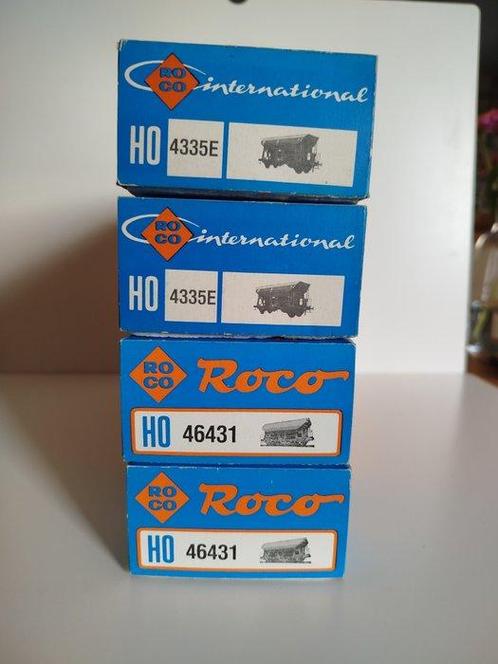 RO
CO
international
HO 4335E
RO
CO
international
HO 4335E
RO
CO
Roco
HO 46431
RO
CO
Roco
HO 46431